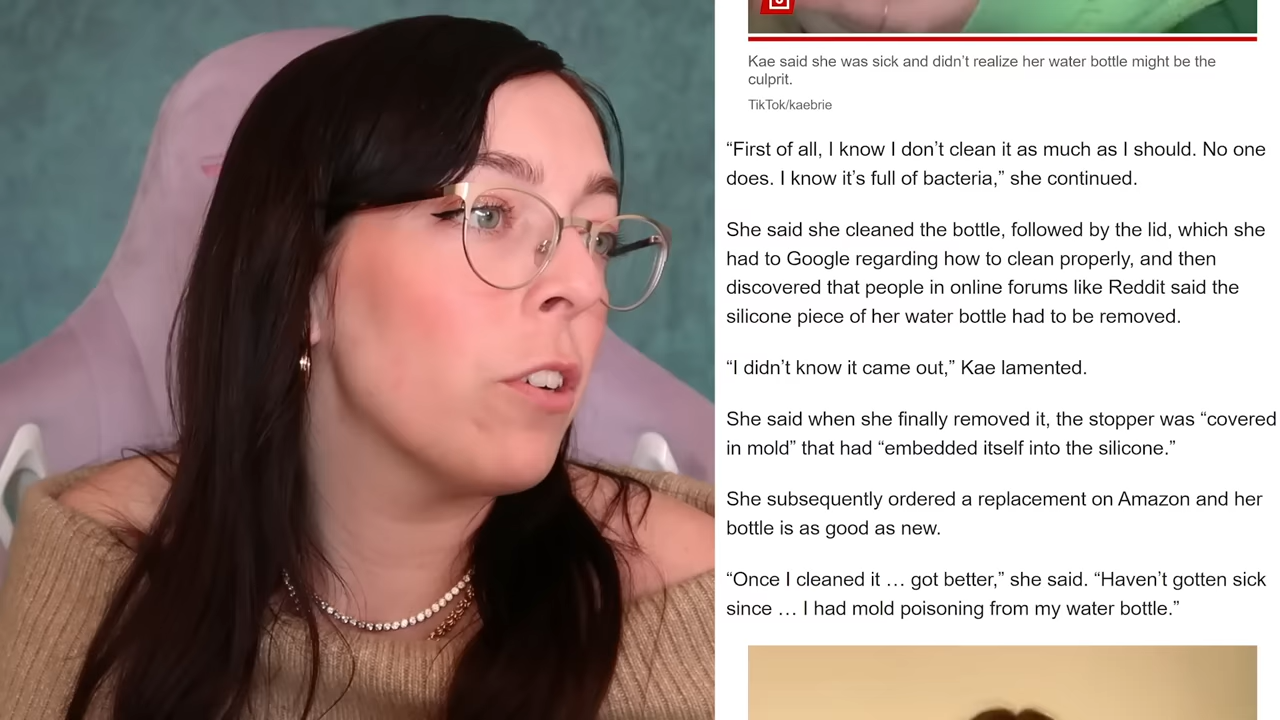 Kae said she was sick and didn’t realize her water bottle might be the
culprit.
TikTok/kaebrie
“First of all, I know I don’t clean it as much as I should. No one
does. I know it’s full of bacteria,” she continued.
She said she cleaned the bottle, followed by the lid, which she
had to Google regarding how to clean properly, and then
discovered that people in online forums like Reddit said the
silicone piece of her water bottle had to be removed.
“I didn’t know it came out,” Kae lamented.
She said when she finally removed it, the stopper was “covered
in mold” that had “embedded itself into the silicone.”
She subsequently ordered a replacement on Amazon and her
bottle is as good as new.
“Once I cleaned it … got better,” she said. “Haven’t gotten sick
since … I had mold poisoning from my water bottle.”